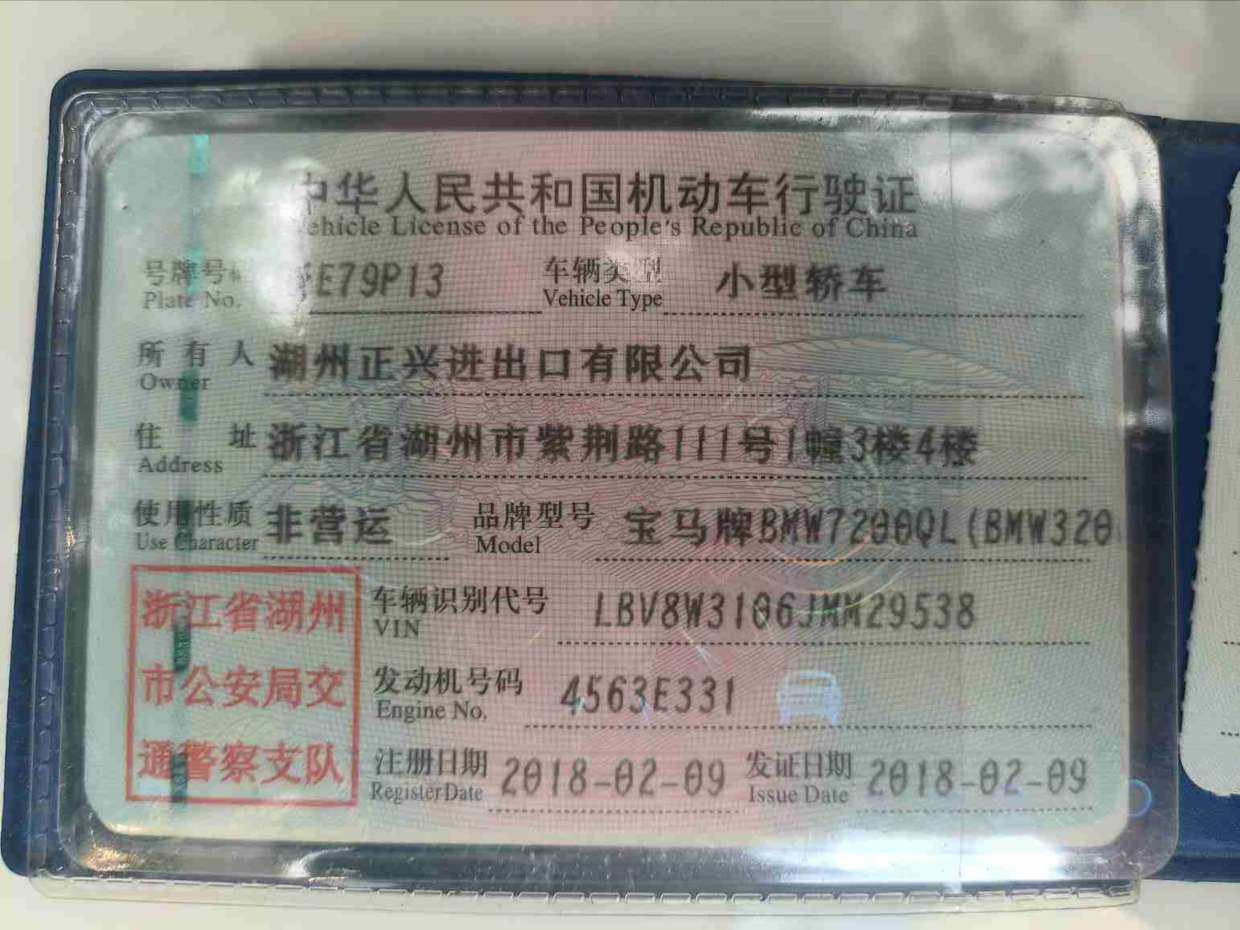 中华人民共和国机动车行驶证
Vehicle License of the People's Republic of China
号牌号码 E79P13 车辆类型 小型轿车
Plate No. Vehicle Type
所有人 湖州正兴进出口有限公司
Owner
住址 浙江省湖州市紫荆路111号1幢3楼4楼
Address
使用性质 非营运 品牌型号 宝马牌BMW7200QL(BMW320
Use Character Model
浙江省湖州
市公安局交
通警察支队
车辆识别代号 LBV8W3106JMM29538
VIN
发动机号码 4563E331
Engine No.
注册日期 2018-02-09 发证日期 2018-02-09
Register Date Issue Date